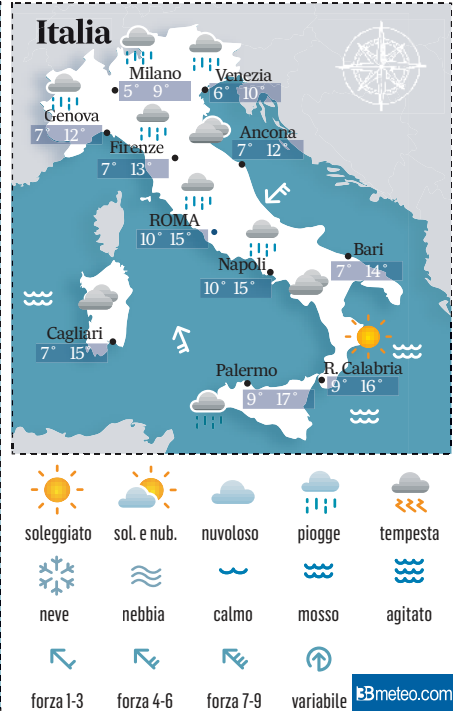 Italia
Milano
5° 9°
Venezia
6° 10°
Genova
7° 12°
Firenze
7° 13°
Ancona
7° 12°
ROMA
10° 15°
Napoli
10° 15°
Bari
7° 14°
Cagliari
7° 15°
Palermo
9° 17°
R. Calabria
9° 16°
soleggiato sol. e nub. nuvoloso piogge tempesta
neve nebbia calmo mosso agitato
forza 1-3 forza 4-6 forza 7-9 variabile
3Bmeteo.com